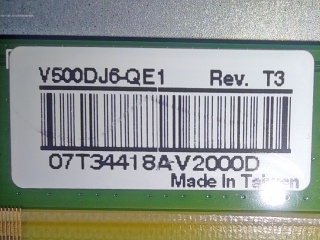 V500DJ6-QE1 Rev. T3
07T34418A-V2000D
Made In Taiwan